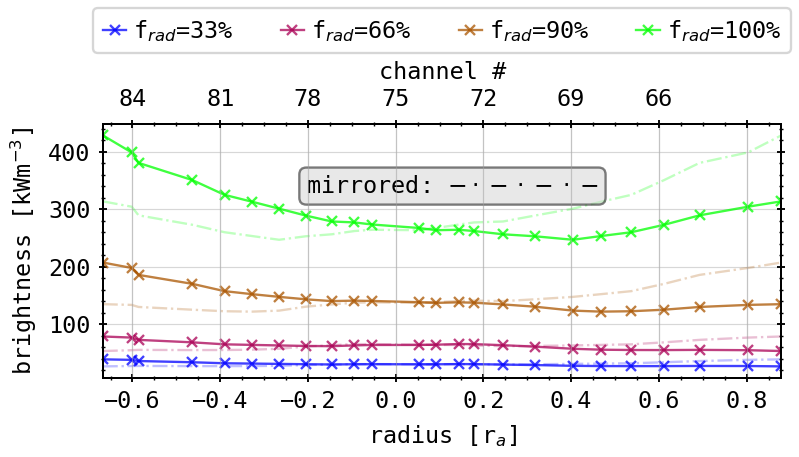 f_rad=33% f_rad=66% f_rad=90% f_rad=100%
channel #
84 81 78 75 72 69 66
mirrored:
brightness [kWm⁻³]
400
300
200
100
−0.6 −0.4 −0.2 0.0 0.2 0.4 0.6 0.8
radius [r_a]